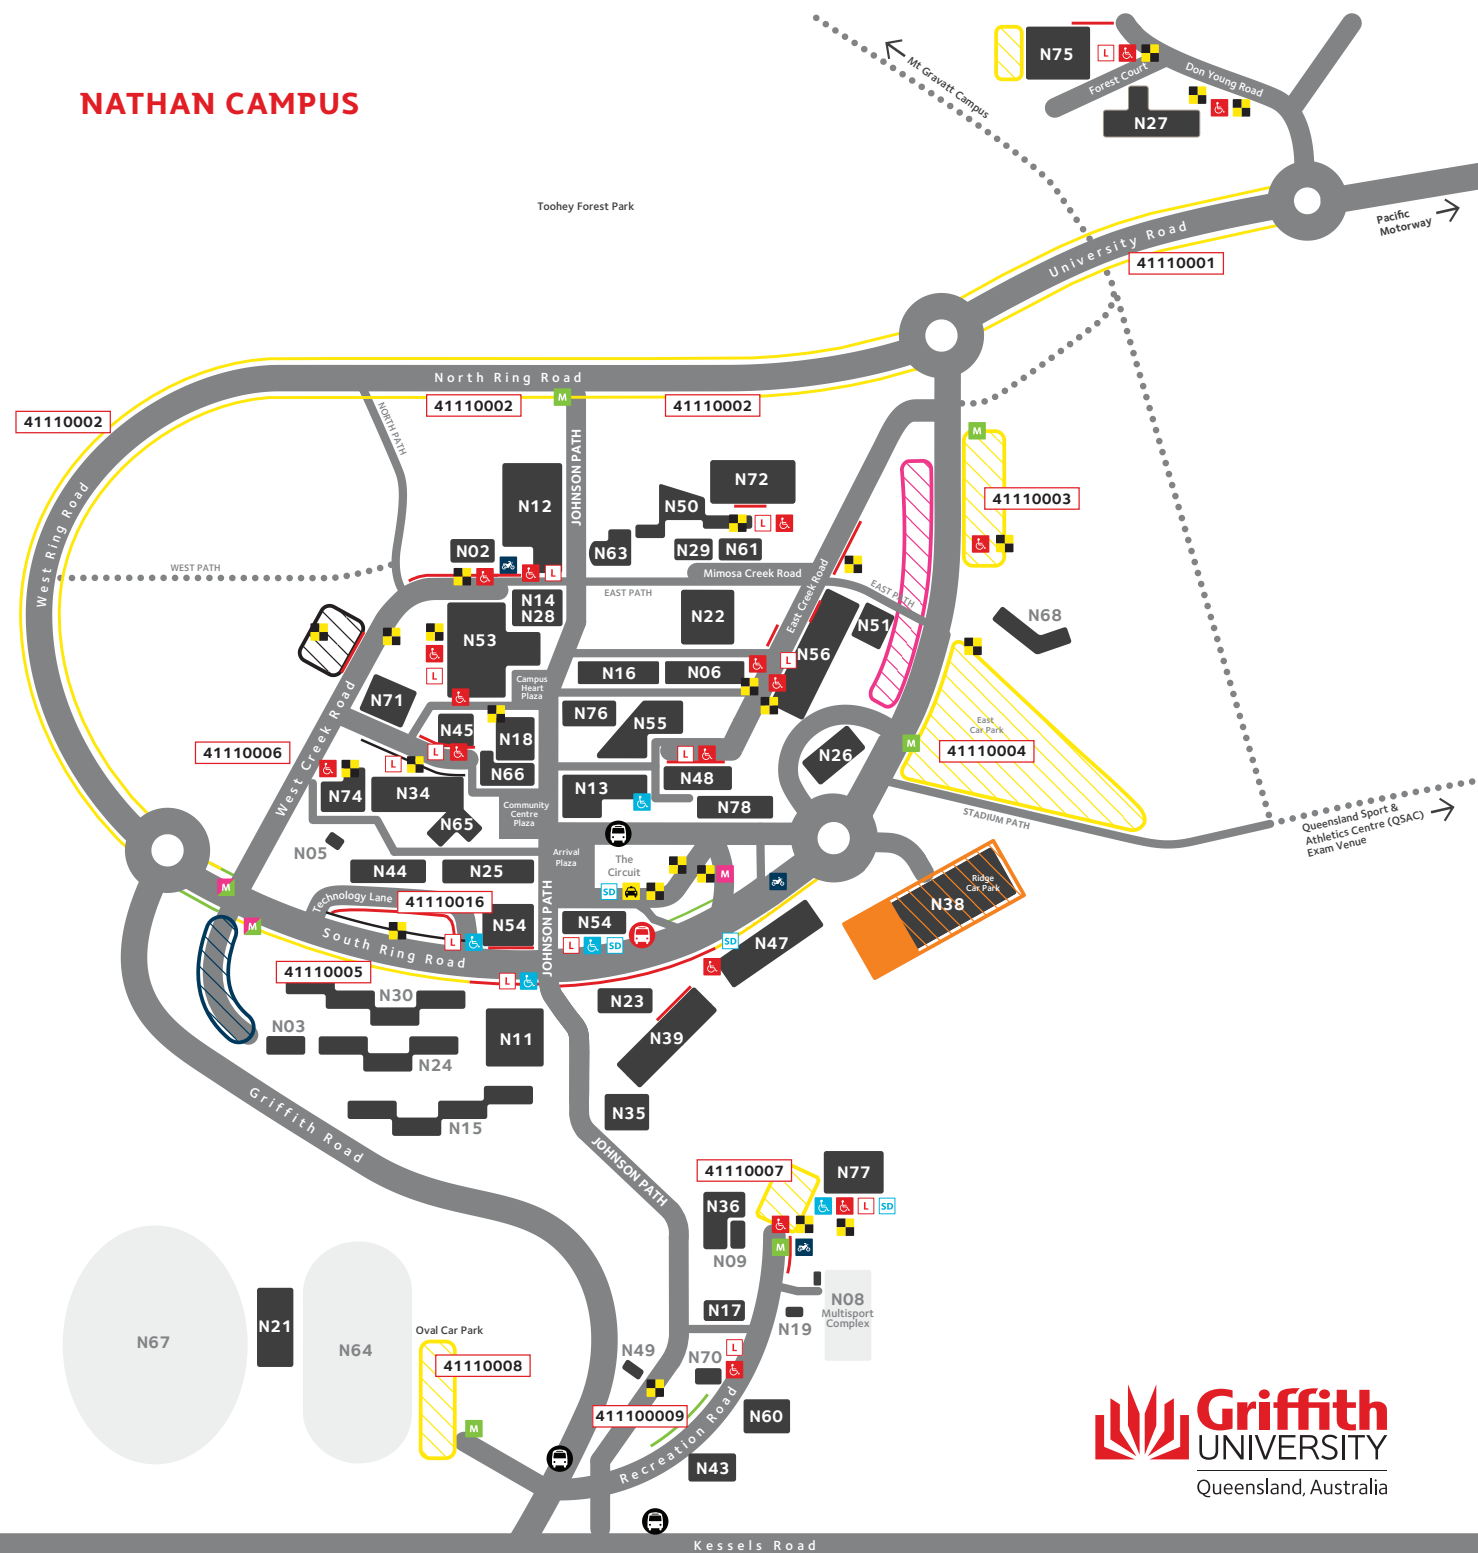 NATHAN CAMPUS
N75
L
Forest Court
Don Young Road
Mt Gravatt Campus
N27
Toohey Forest Park
Pacific
Motorway
University Road
41110001
North Ring Road
M
41110002
41110002
41110002
NORTH PATH
JOHNSON PATH
M
41110003
N72
N50
L
N12
N02
L
N63
N29
N61
Mimosa Creek Road
West Ring Road
WEST PATH
EAST PATH
East Creek Road
EAST PATH
N14
N28
N22
N51
N68
N53
L
N56
L
N16
N06
Campus
Heart
Plaza
N71
N76
N55
N45
N18
L
L
East
Car Park
M
41110004
41110006
West Creek Road
N26
L
N66
N48
N74
N34
N13
N78
Community
Centre
Plaza
STADIUM PATH
Queensland Sport &
Athletics Centre (QSAC)
Exam Venue
N65
N05
Arrival
Plaza
The
Circuit
N44
N25
M
M
SD
Ridge
Car Park
N38
Technology Lane
41110016
JOHNSON PATH
M
N54
N54
L
South Ring Road
L
SD
SD
N47
41110005
L
N30
N23
N03
N11
N39
N24
N15
N35
Griffith Road
JOHNSON PATH
41110007
N77
N36
L
SD
N09
M
N08
Multisport
Complex
N17
N19
N21
N67
N64
Oval Car Park
41110008
N49
N70
L
M
411100009
N60
Recreation Road
N43
Griffith
UNIVERSITY
Queensland, Australia
Kessels Road